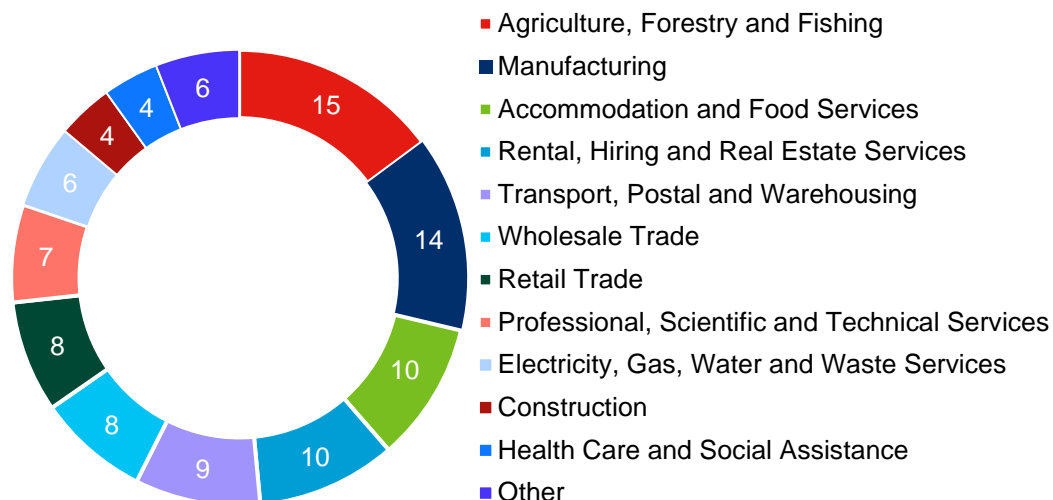 15
14
10
10
9
8
8
7
6
4
4
6
Agriculture, Forestry and Fishing
Manufacturing
Accommodation and Food Services
Rental, Hiring and Real Estate Services
Transport, Postal and Warehousing
Wholesale Trade
Retail Trade
Professional, Scientific and Technical Services
Electricity, Gas, Water and Waste Services
Construction
Health Care and Social Assistance
Other